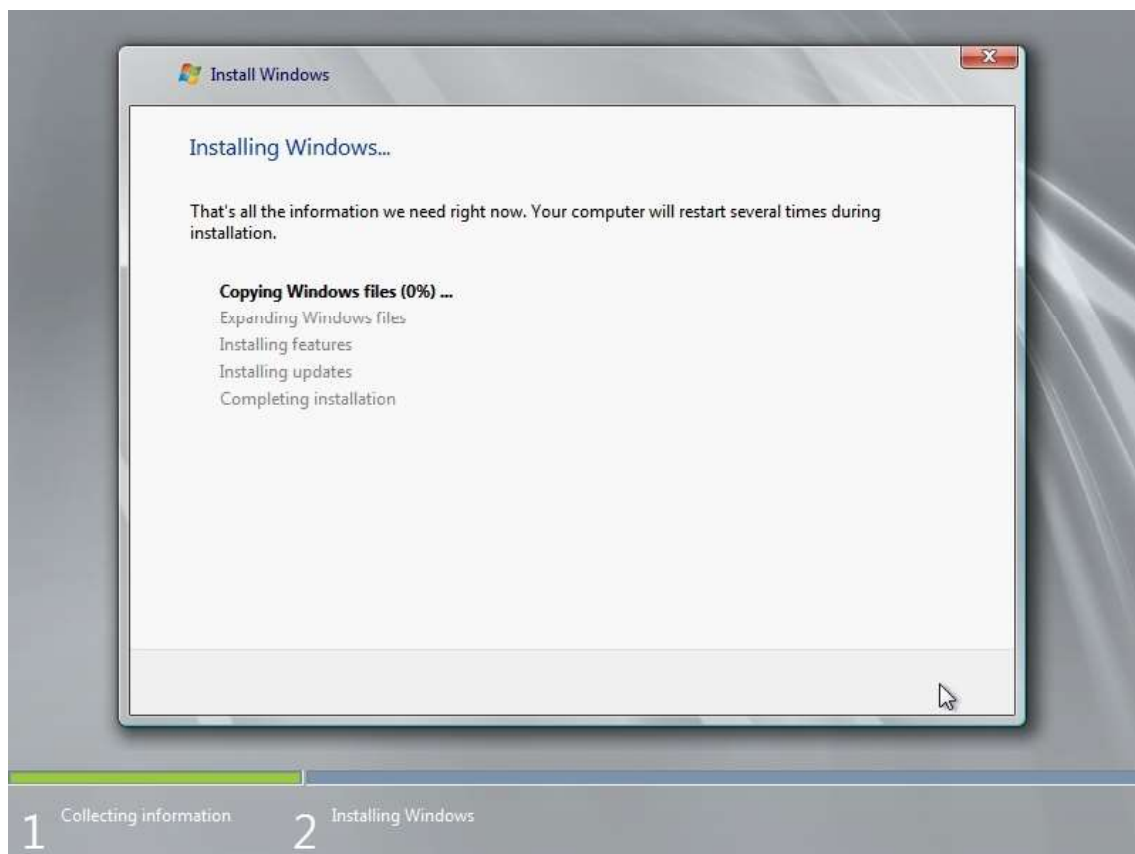 Install Windows
Installing Windows...
That's all the information we need right now. Your computer will restart several times during
installation.
Copying Windows files (0%) ...
Expanding Windows files
Installing features
Installing updates
Completing installation
1 Collecting information 2 Installing Windows